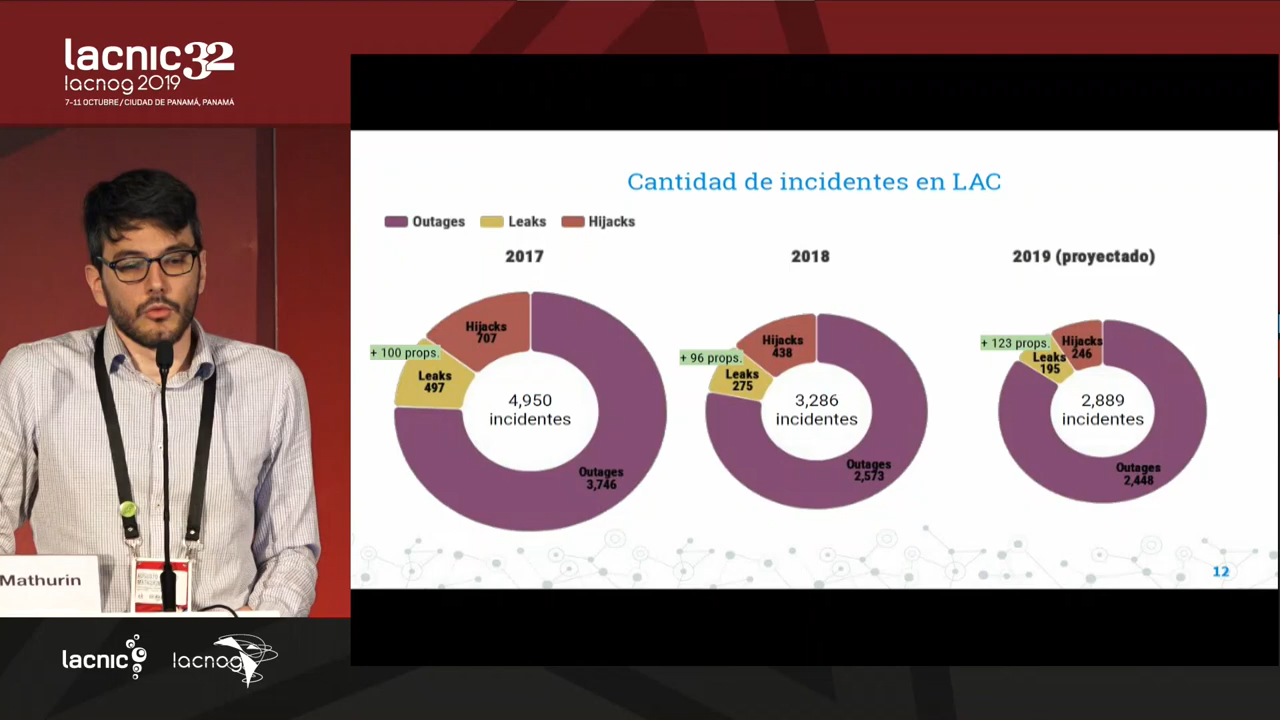 lacnic 32
lacnog 2019
7-11 OCTUBRE / CIUDAD DE PANAMÁ, PANAMÁ
Cantidad de incidentes en LAC
Outages Leaks Hijacks
2017 2018 2019 (proyectado)
Hijacks
707
+ 100 props.
Leaks
497
4,950
incidentes
Outages
3,746
Hijacks
438
+ 96 props.
Leaks
275
3,286
incidentes
Outages
2,573
Hijacks
246
+ 123 props.
Leaks
195
2,889
incidentes
Outages
2,448
12
Mathurin
lacnic
lacnog